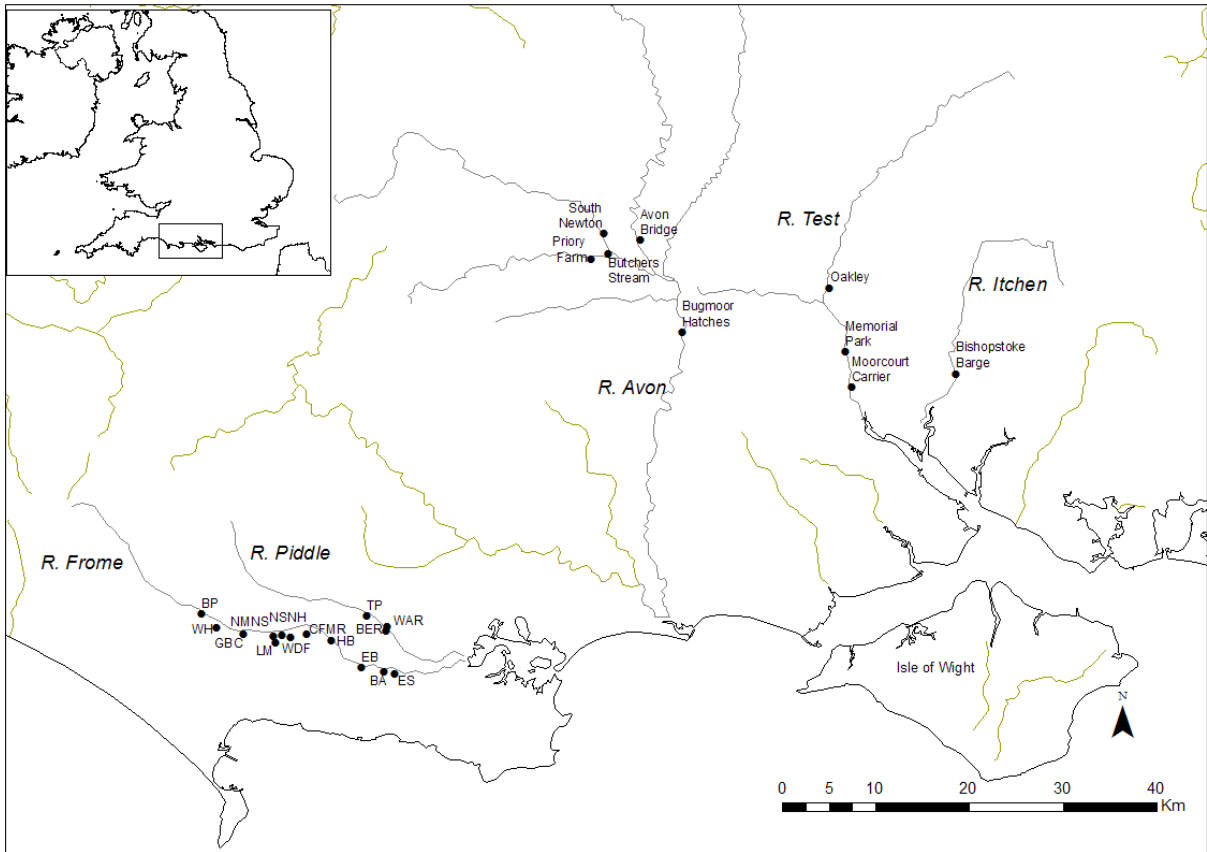 South
Newton
Avon
Bridge
Priory
Farm
Butchers
Stream
R. Test
Oakley
R. Itchen
Bugmoor
Hatches
Memorial
Park
Moorcourt
Carrier
Bishopstoke
Barge
R. Avon
R. Frome
R. Piddle
BP
WH
GBC
NMNS
NSNH
LM
WDF
CFMR
HB
TP
WAR
BER
EB
BA
ES
Isle of Wight
N
0 5 10 20 30 40
Km